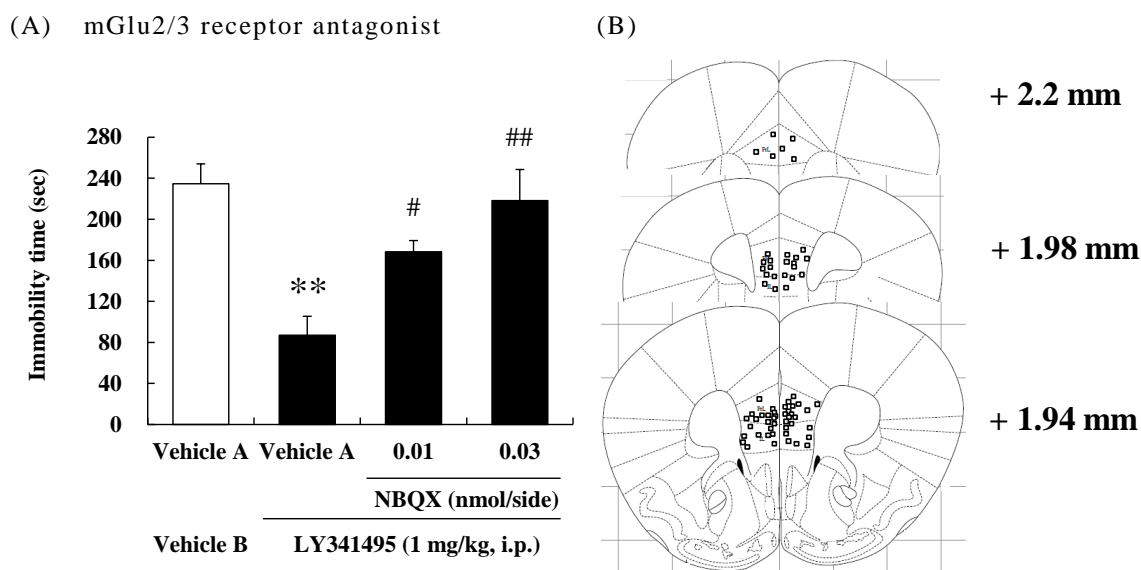 (A) mGlu2/3 receptor antagonist
Immobility time (sec)
280
240
200
160
120
80
40
0
**
#
##
Vehicle A Vehicle A 0.01 0.03
NBQX (nmol/side)
Vehicle B LY341495 (1 mg/kg, i.p.)
(B)
+ 2.2 mm
PrL
+ 1.98 mm
+ 1.94 mm
PrL